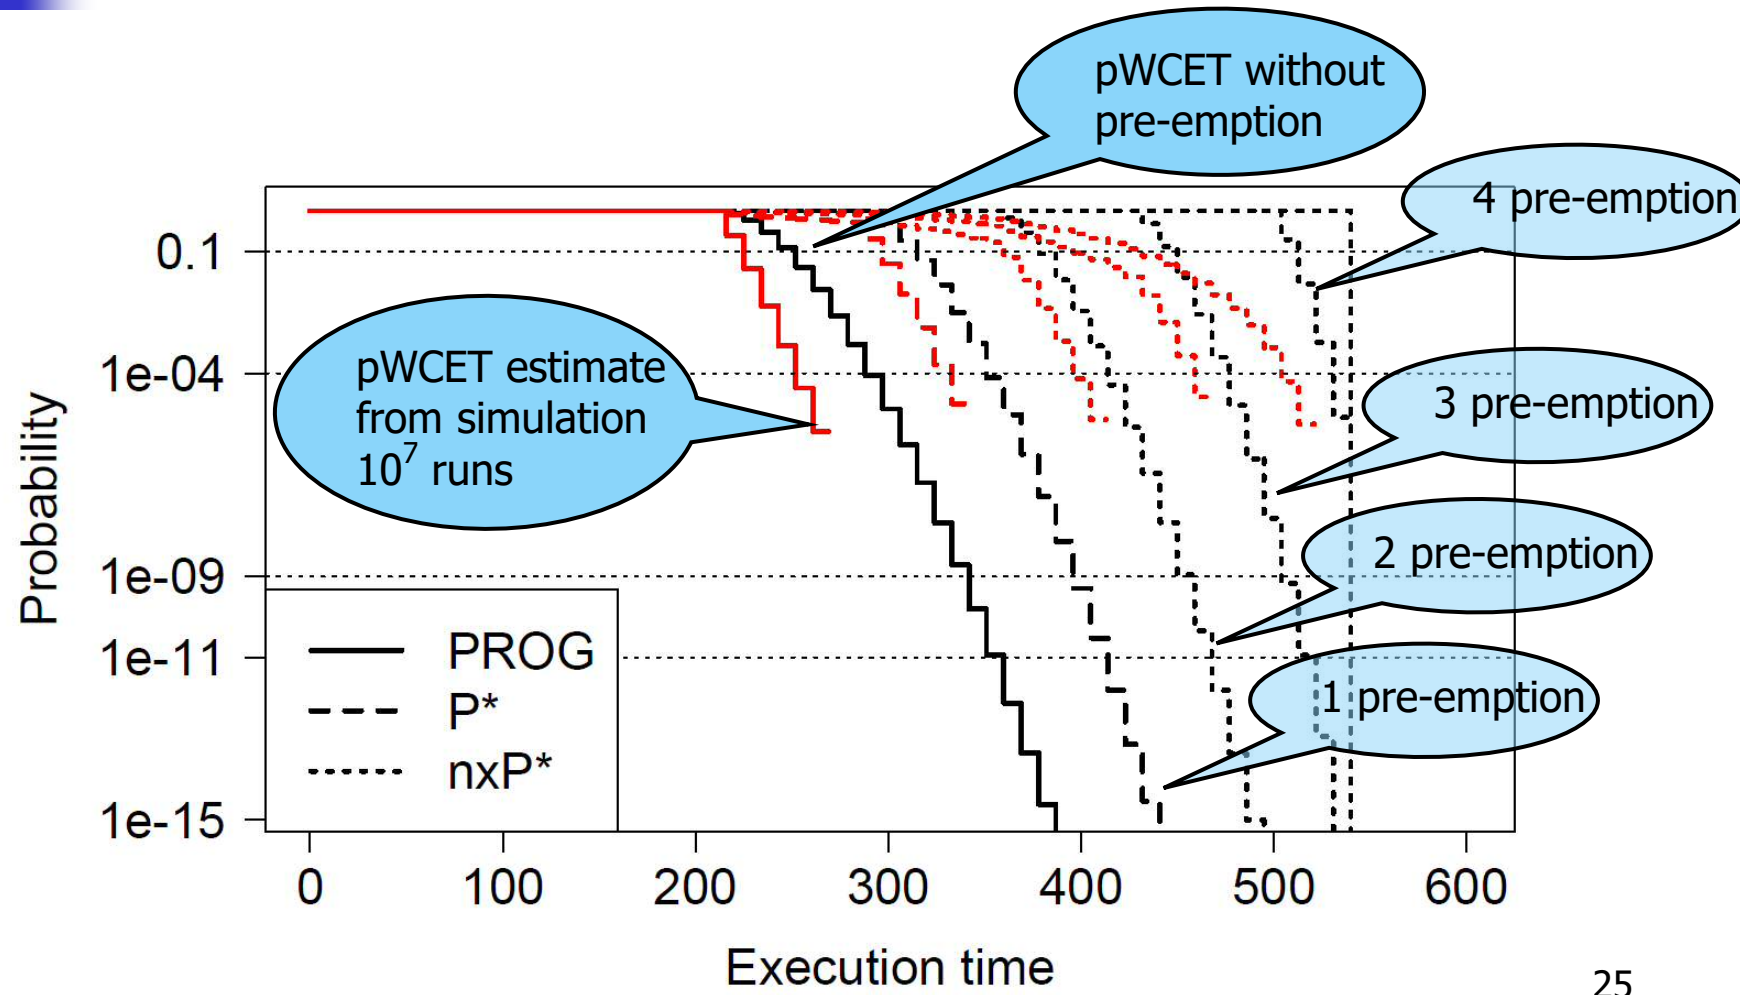 pWCET without
pre-emption
4 pre-emption
0.1
pWCET estimate
from simulation
10⁷ runs
1e-04
3 pre-emption
Probability
2 pre-emption
1e-09
PROG
1e-11
P*
1 pre-emption
nxP*
1e-15
0 100 200 300 400 500 600
Execution time
25